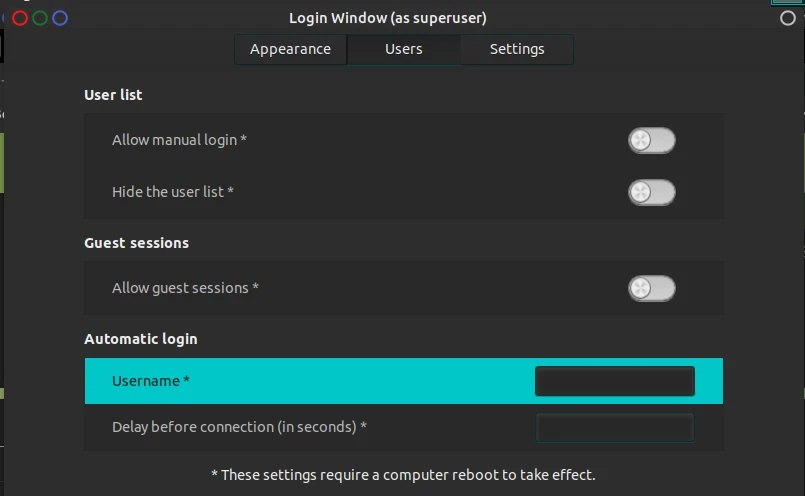 Login Window (as superuser)
Appearance Users Settings
User list
Allow manual login *
Hide the user list *
Guest sessions
Allow guest sessions *
Automatic login
Username *
Delay before connection (in seconds) *
* These settings require a computer reboot to take effect.